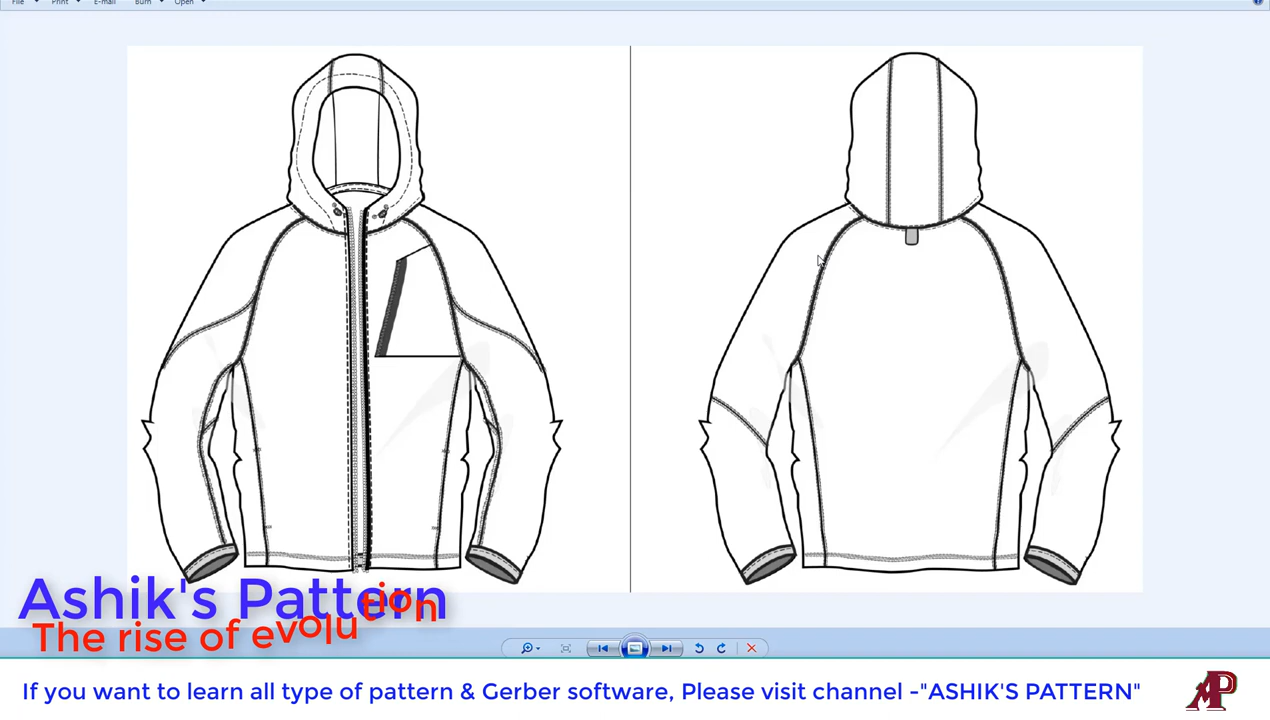 File Print E-mail Burn Open
Ashik's Pattern
The rise of evolution
If you want to learn all type of pattern & Gerber software, Please visit channel -"ASHIK'S PATTERN"
AP